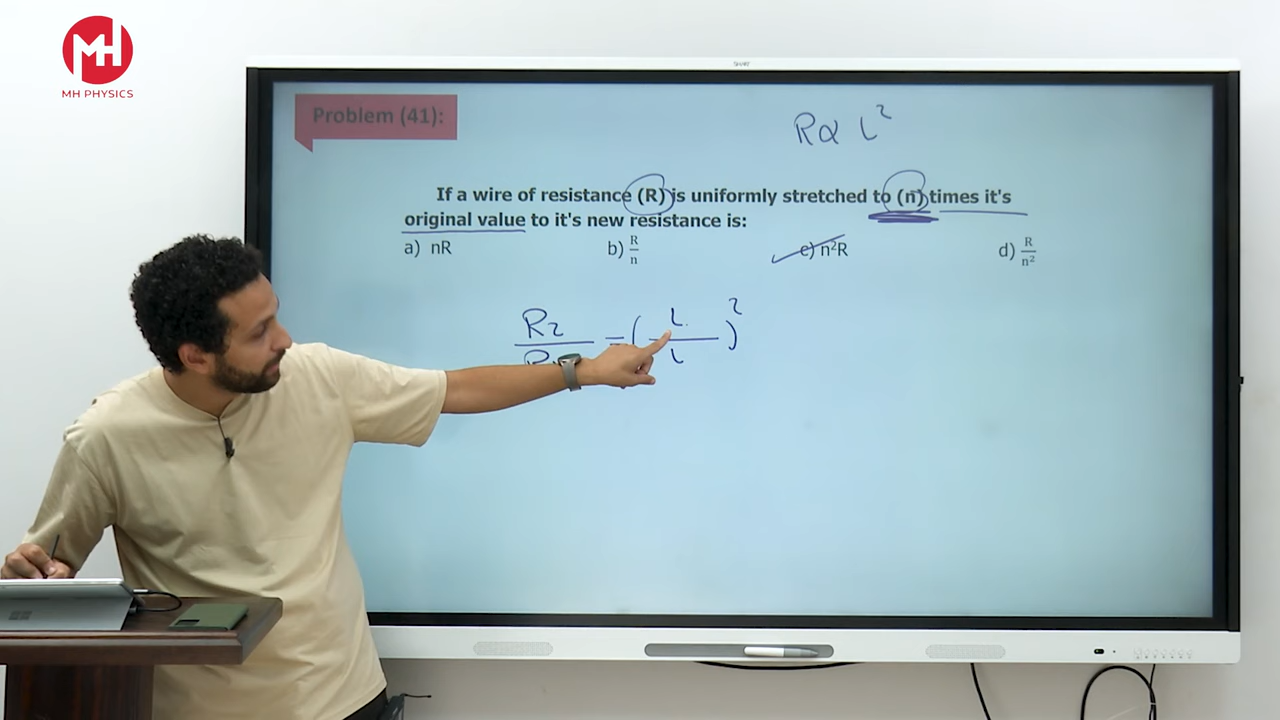 MH
MH PHYSICS
SHARP
Problem (41):
R α L²
If a wire of resistance (R) is uniformly stretched to (n) times it's
original value to it's new resistance is:
a) nR b) R/n c) n²R d) R/n²
R₂ = ( L / L )²